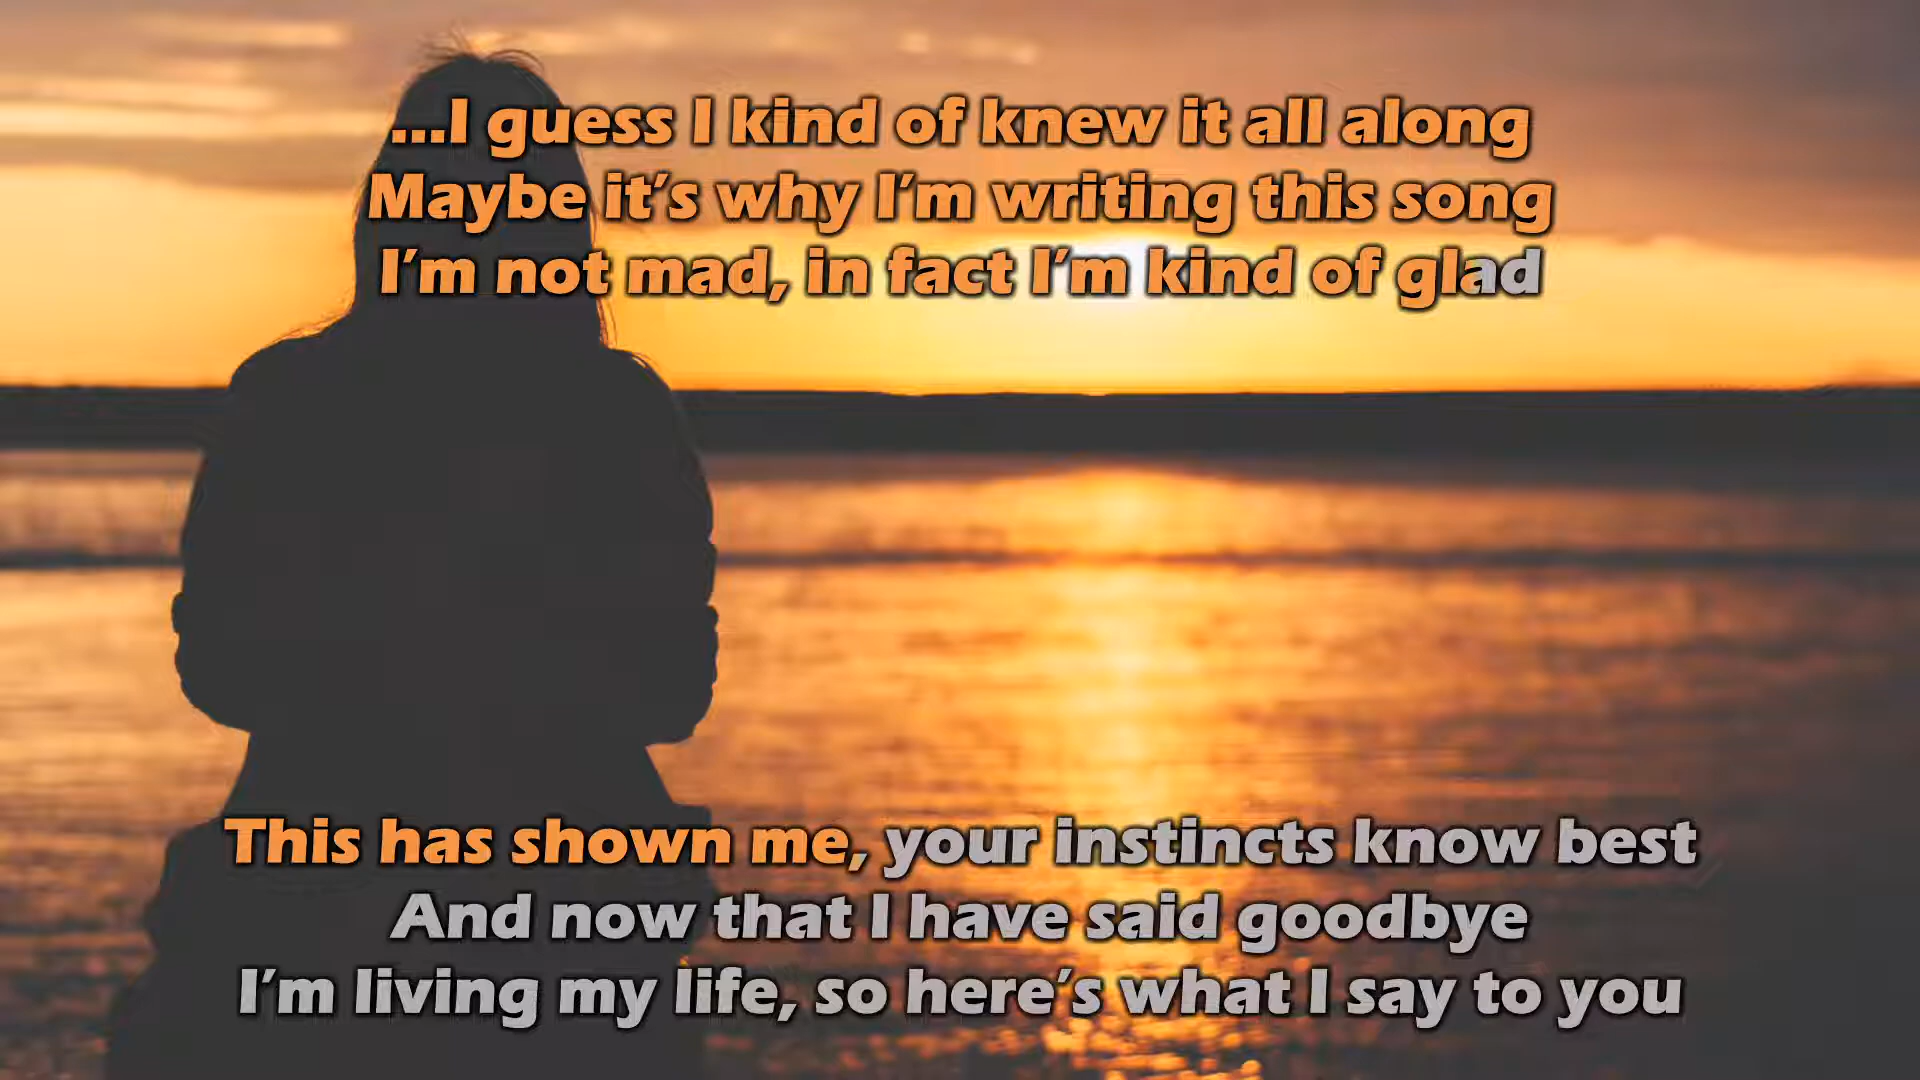 ...I guess I kind of knew it all along
Maybe it's why I'm writing this song
I'm not mad, in fact I'm kind of glad
This has shown me, your instincts know best
And now that I have said goodbye
I'm living my life, so here's what I say to you